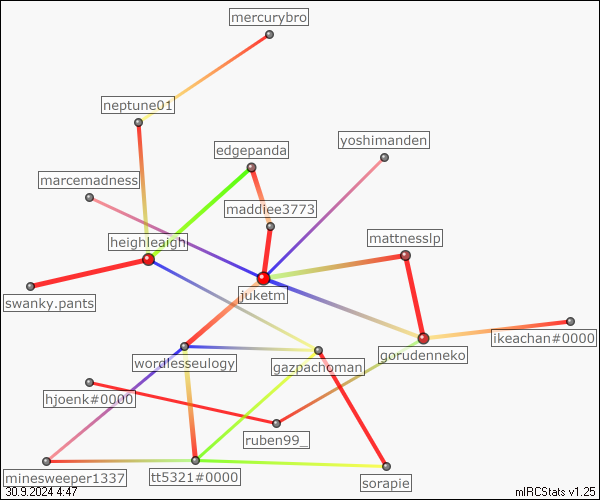 mercurybro
neptune01
yoshimanden
edgepanda
marcemadness
maddiee3773
mattnesslp
heighleaigh
juketm
swanky.pants
ikeachan#0000
gorudenneko
wordlesseulogy
gazpachoman
hjoenk#0000
ruben99_
minesweeper1337
tt5321#0000
sorapie
30.9.2024 4:47
mIRCStats v1.25